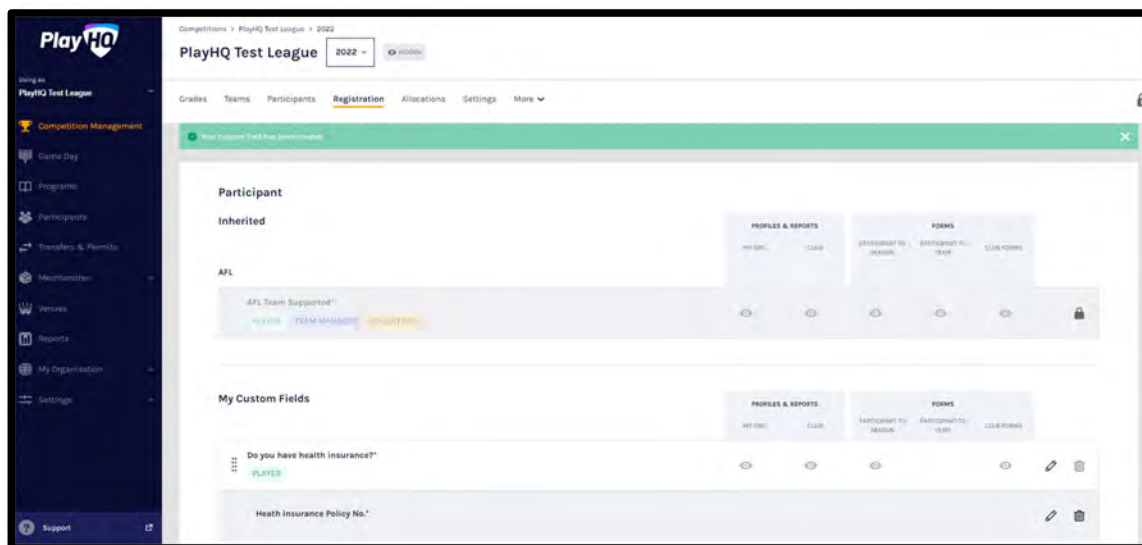 PlayHQ
Using as
PlayHQ Test League
Competition Management
Game Day
Programs
Participants
Transfers & Permits
Merchandise
Venues
Reports
My Organisation
Settings
Support
Competitions > PlayHQ Test League > 2022
PlayHQ Test League 2022 HIDDEN
Grades Teams Participants Registration Allocations Settings More
Your custom field has been created
Participant
Inherited
PROFILES & REPORTS FORMS
MY ORG CLUB PARTICIPANT TO SEASON PARTICIPANT TO TEAM CLUB FORMS
AFL
AFL Team Supported*
PLAYER TEAM MANAGER VOLUNTEER
My Custom Fields
PROFILES & REPORTS FORMS
MY ORG CLUB PARTICIPANT TO SEASON PARTICIPANT TO TEAM CLUB FORMS
Do you have health insurance?*
PLAYER
Heath Insurance Policy No.*